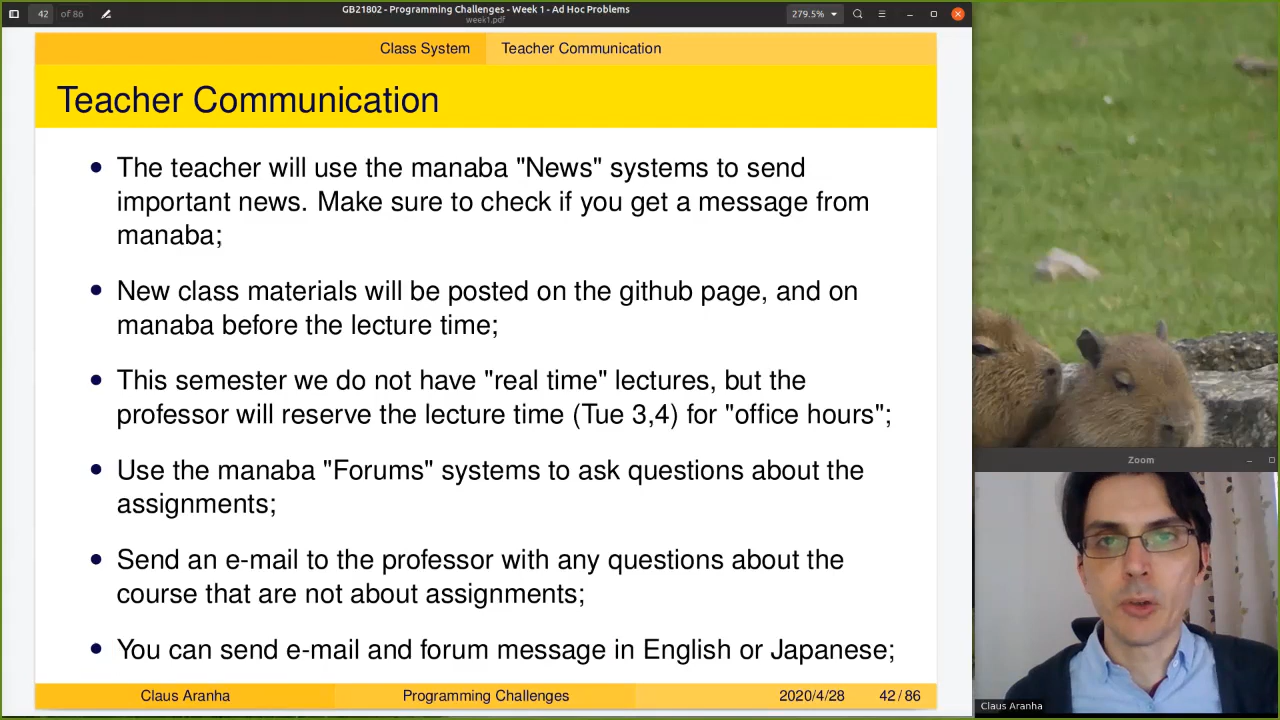 42 of 86
GB21802 - Programming Challenges - Week 1 - Ad Hoc Problems
week1.pdf
279.5%
Class System
Teacher Communication
Teacher Communication
• The teacher will use the manaba "News" systems to send
important news. Make sure to check if you get a message from
manaba;
• New class materials will be posted on the github page, and on
manaba before the lecture time;
• This semester we do not have "real time" lectures, but the
professor will reserve the lecture time (Tue 3,4) for "office hours";
• Use the manaba "Forums" systems to ask questions about the
assignments;
• Send an e-mail to the professor with any questions about the
course that are not about assignments;
• You can send e-mail and forum message in English or Japanese;
Claus Aranha
Programming Challenges
2020/4/28
42 / 86
Zoom
Claus Aranha